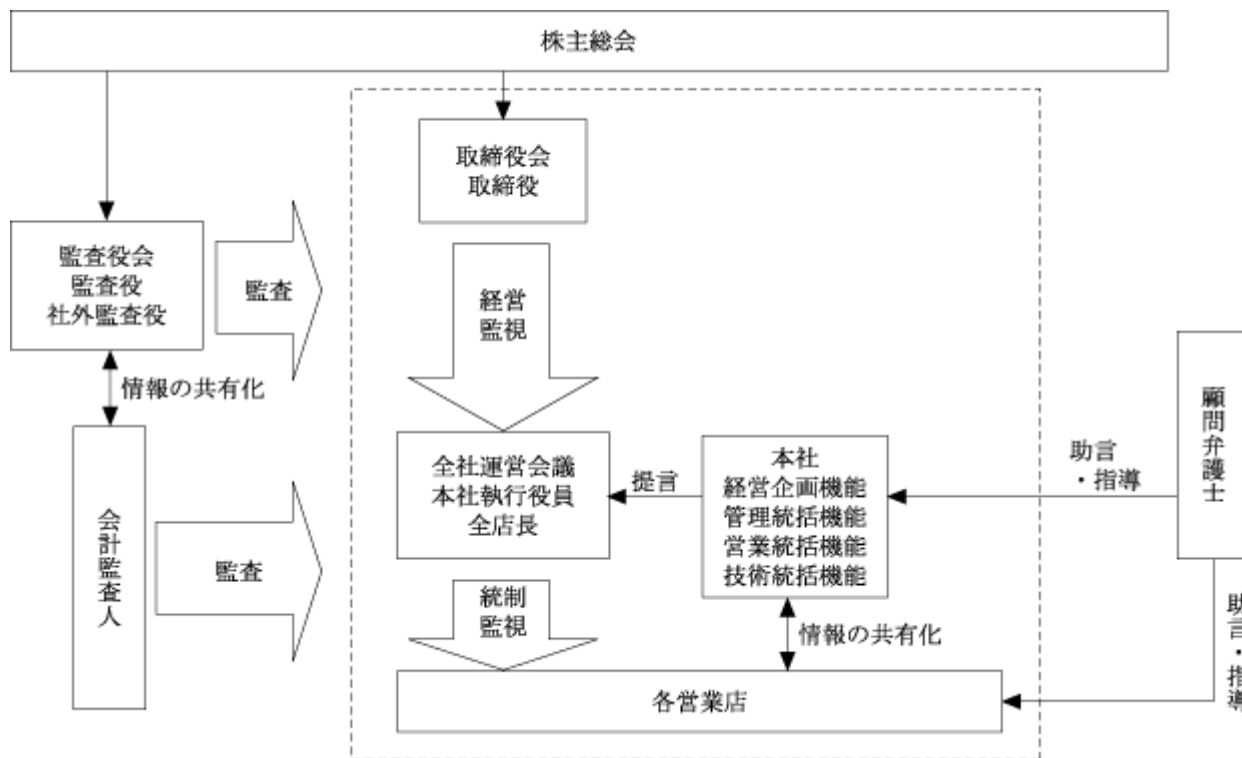 株主総会
取締役会
取締役
監査役会
監査役
社外監査役
監査
経営
監視
情報の共有化
顧問弁護士
全社運営会議
本社執行役員
全店長
提言
本社
経営企画機能
管理統括機能
営業統括機能
技術統括機能
助言
・指導
会計監査人
監査
統制
監視
情報の共有化
助言・指導
各営業店